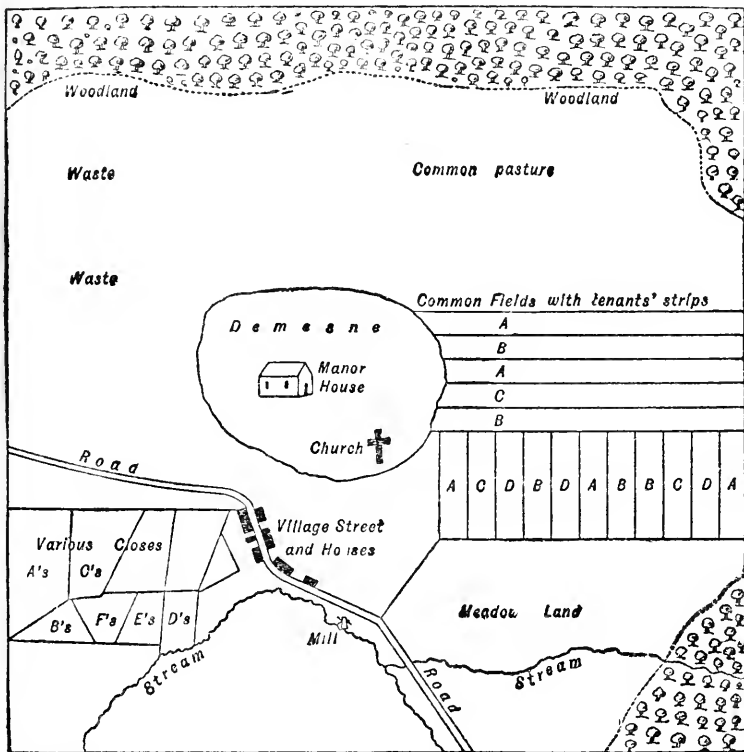 Woodland
Woodland
Waste
Common pasture
Waste
Common Fields with tenants' strips
Demesne
A
B
Manor
House
A
C
B
Church
Road
A C D B D A B B C D A
Village Street
and Houses
Various Closes
A's C's
B's F's E's D's
Meadow Land
Mill
Stream
Road
Stream